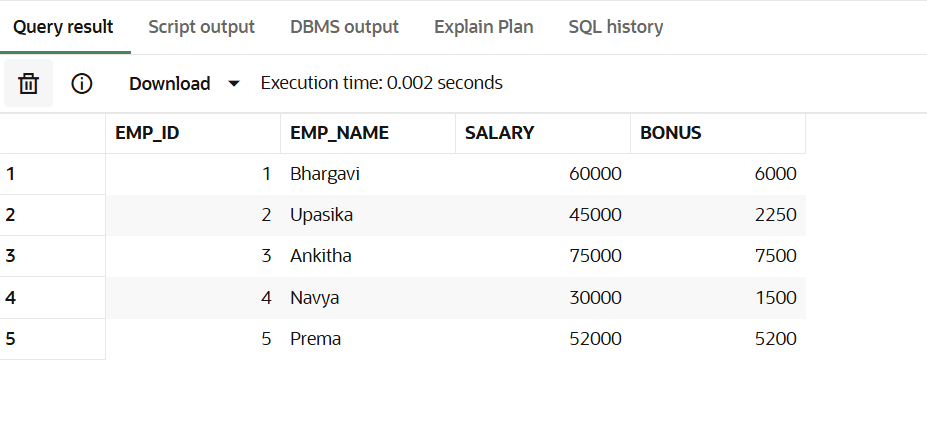 Query result Script output DBMS output Explain Plan SQL history
Download Execution time: 0.002 seconds
EMP_ID EMP_NAME SALARY BONUS
1 1 Bhargavi 60000 6000
2 2 Upasika 45000 2250
3 3 Ankitha 75000 7500
4 4 Navya 30000 1500
5 5 Prema 52000 5200